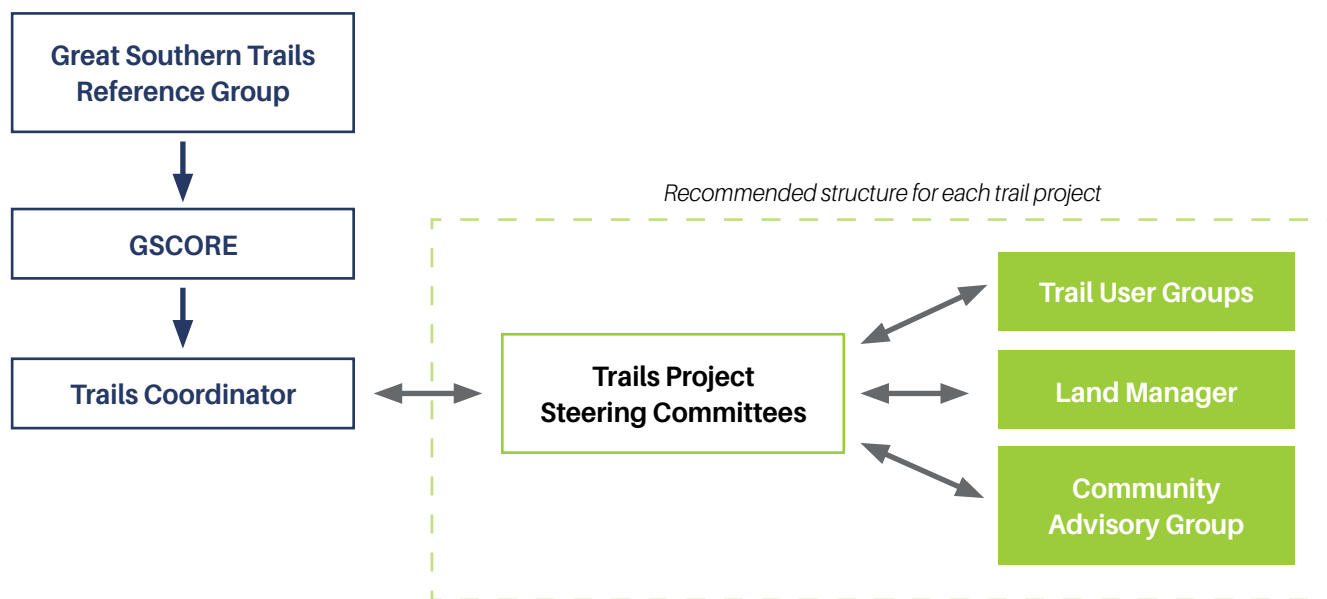 Great Southern Trails
Reference Group
GSCORE
Trails Coordinator
Recommended structure for each trail project
Trails Project
Steering Committees
Trail User Groups
Land Manager
Community
Advisory Group